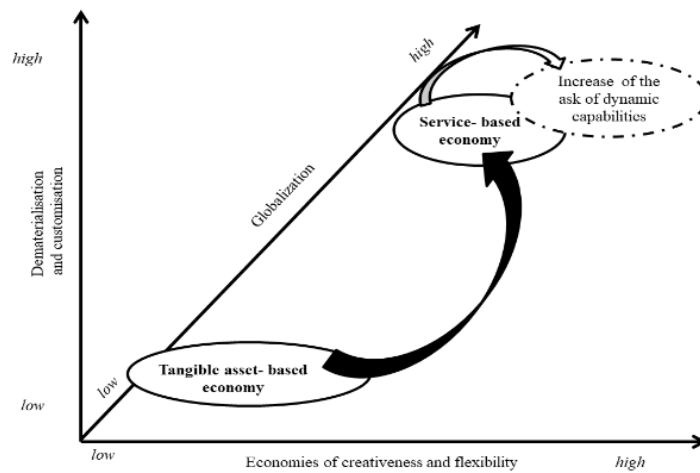 high
high
Increase of the
ask of dynamic
capabilities
Service- based
economy
Globalization
Dematerialisation
and customisation
Tangible asset- based
economy
low
low
low
Economies of creativeness and flexibility
high